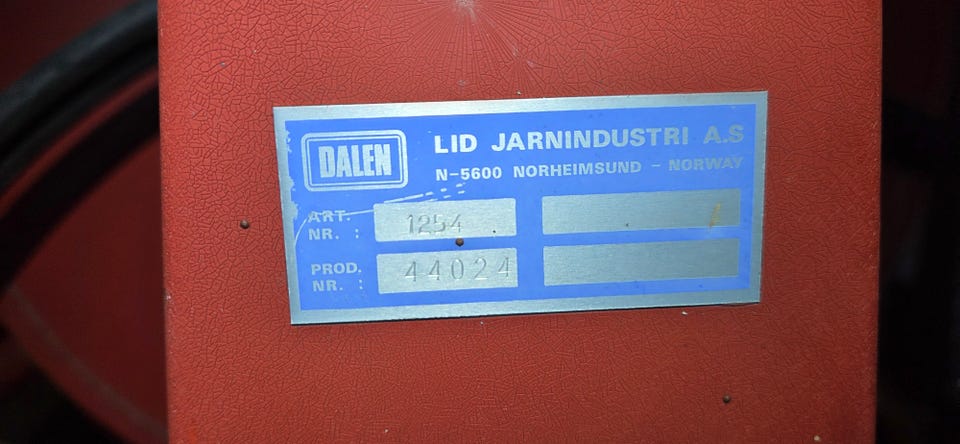 DALEN
LID JARNINDUSTRI A.S
N-5600 NORHEIMSUND - NORWAY
ART. NR. : 1254
PROD. NR. : 44024